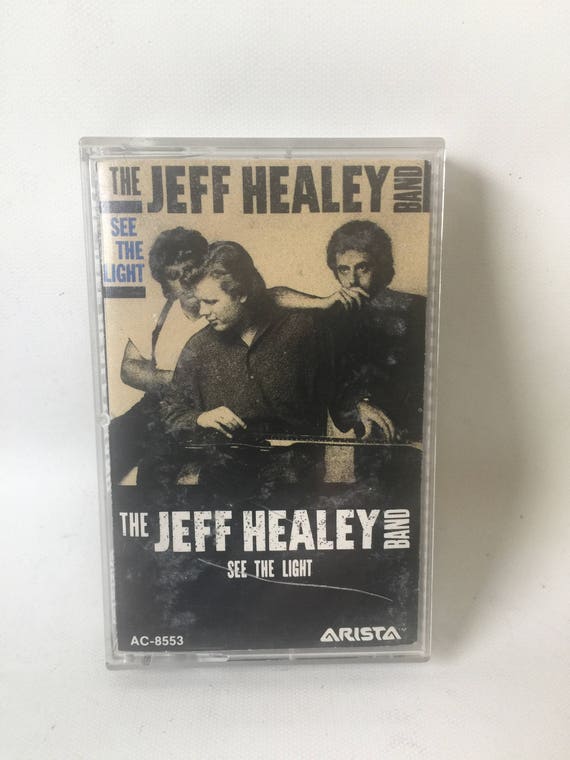 THE JEFF HEALEY BAND
SEE
THE
LIGHT
THE JEFF HEALEY BAND
SEE THE LIGHT
AC-8553 ARISTA